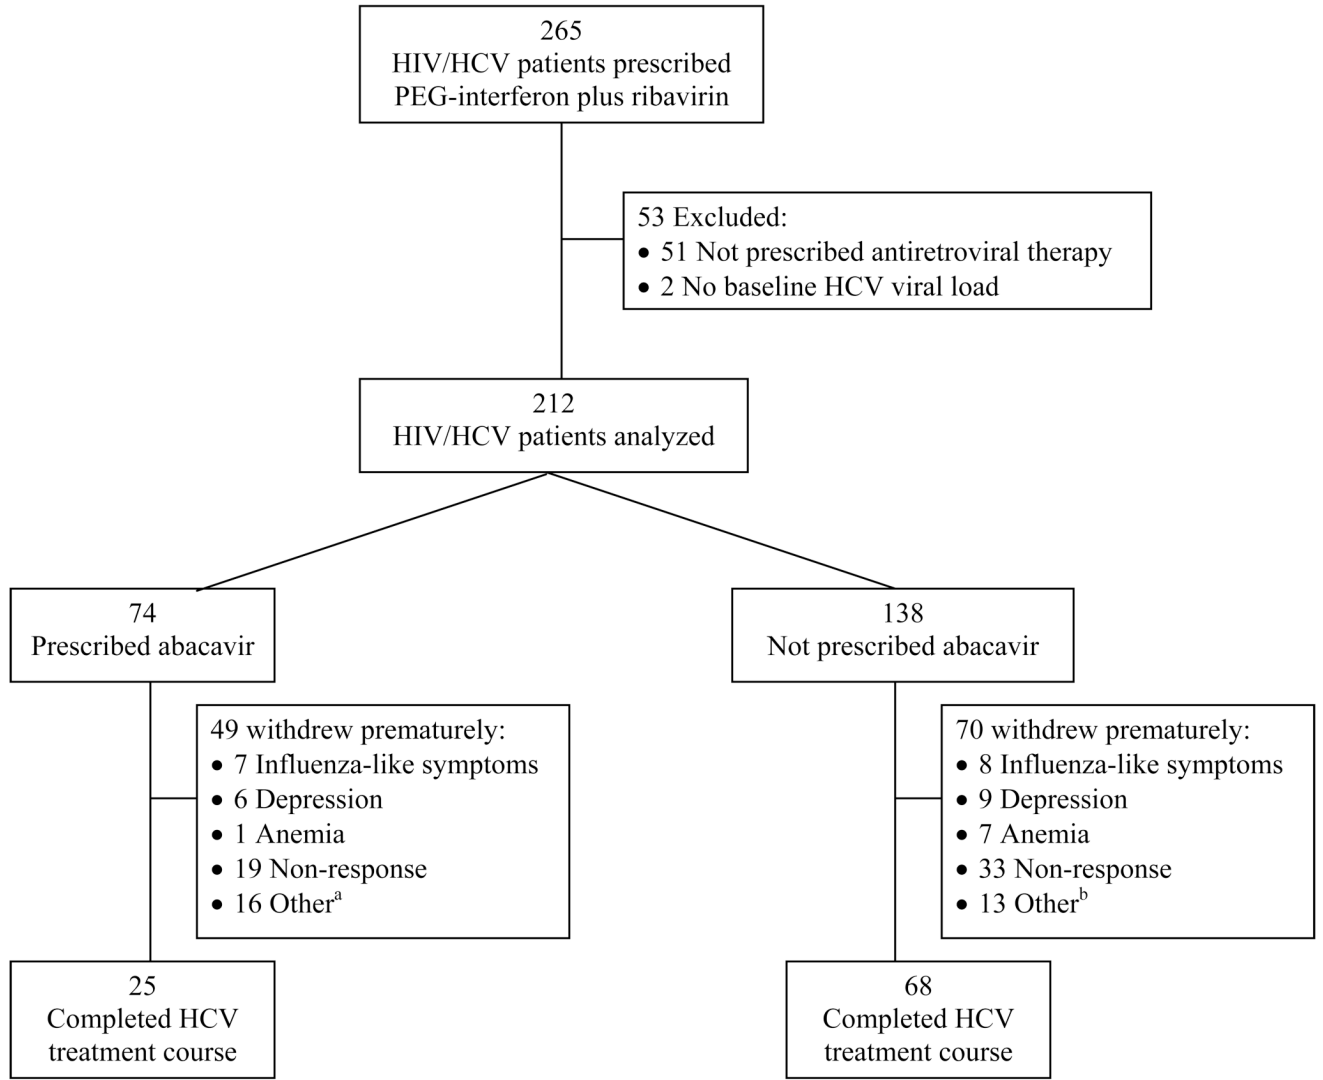 265
HIV/HCV patients prescribed
PEG-interferon plus ribavirin
53 Excluded:
• 51 Not prescribed antiretroviral therapy
• 2 No baseline HCV viral load
212
HIV/HCV patients analyzed
74
Prescribed abacavir
138
Not prescribed abacavir
49 withdrew prematurely:
• 7 Influenza-like symptoms
• 6 Depression
• 1 Anemia
• 19 Non-response
• 16 Otherᵃ
70 withdrew prematurely:
• 8 Influenza-like symptoms
• 9 Depression
• 7 Anemia
• 33 Non-response
• 13 Otherᵇ
25
Completed HCV
treatment course
68
Completed HCV
treatment course